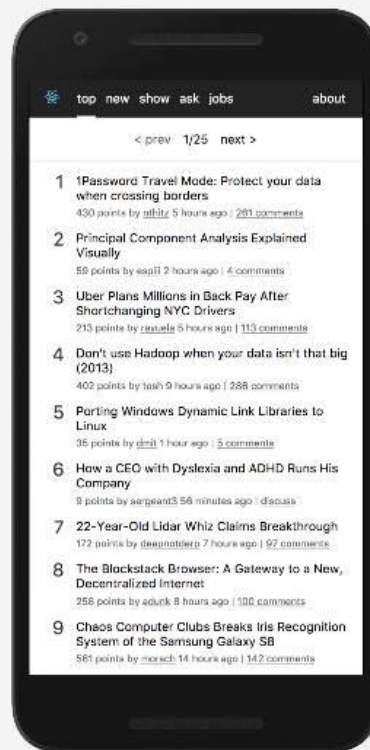 top new show ask jobs about
< prev 1/25 next >
1 1Password Travel Mode: Protect your data
when crossing borders
430 points by nthitz 5 hours ago | 261 comments
2 Principal Component Analysis Explained
Visually
59 points by espii 2 hours ago | 4 comments
3 Uber Plans Millions in Back Pay After
Shortchanging NYC Drivers
213 points by ravuela 5 hours ago | 113 comments
4 Don't use Hadoop when your data isn't that big
(2013)
402 points by tosh 9 hours ago | 286 comments
5 Porting Windows Dynamic Link Libraries to
Linux
35 points by dmit 1 hour ago | 5 comments
6 How a CEO with Dyslexia and ADHD Runs His
Company
9 points by sergeant3 56 minutes ago | discuss
7 22-Year-Old Lidar Whiz Claims Breakthrough
172 points by deepnotderp 7 hours ago | 97 comments
8 The Blockstack Browser: A Gateway to a New,
Decentralized Internet
258 points by adunk 8 hours ago | 100 comments
9 Chaos Computer Clubs Breaks Iris Recognition
System of the Samsung Galaxy S8
561 points by morsch 14 hours ago | 142 comments